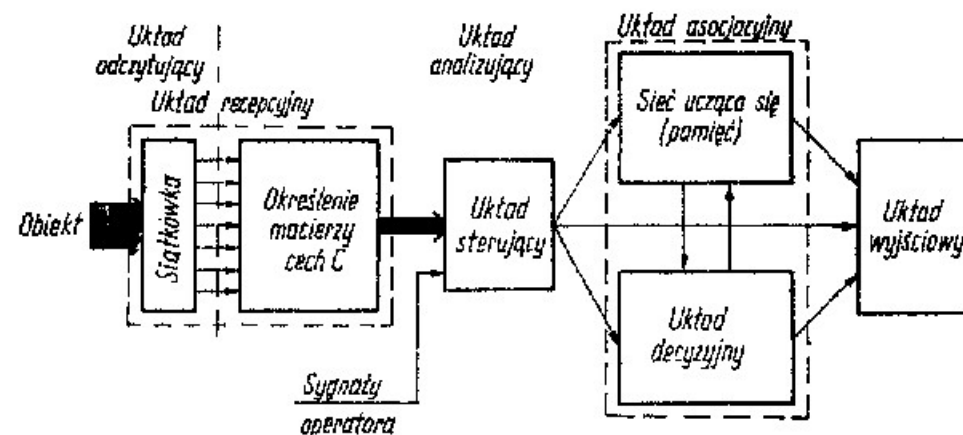 Układ
odczytujący
Układ
analizujący
Układ asocjacyjny
Układ recepcyjny
Obiekt
Siatkówka
Określenie
macierzy
cech C
Układ
sterujący
Sieć ucząca się
(pamięć)
Układ
decyzyjny
Układ
wyjściowy
Sygnały
operatora